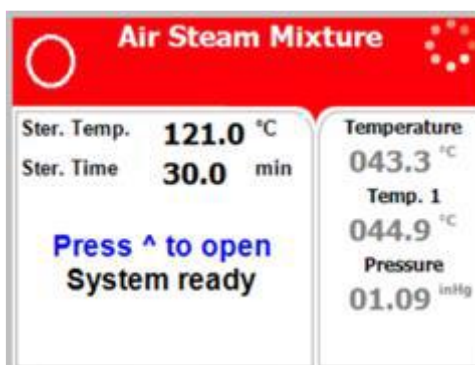 Air Steam Mixture
Ster. Temp. 121.0 °C
Ster. Time 30.0 min
Press ^ to open
System ready
Temperature
043.3 °C
Temp. 1
044.9 °C
Pressure
01.09 inHg